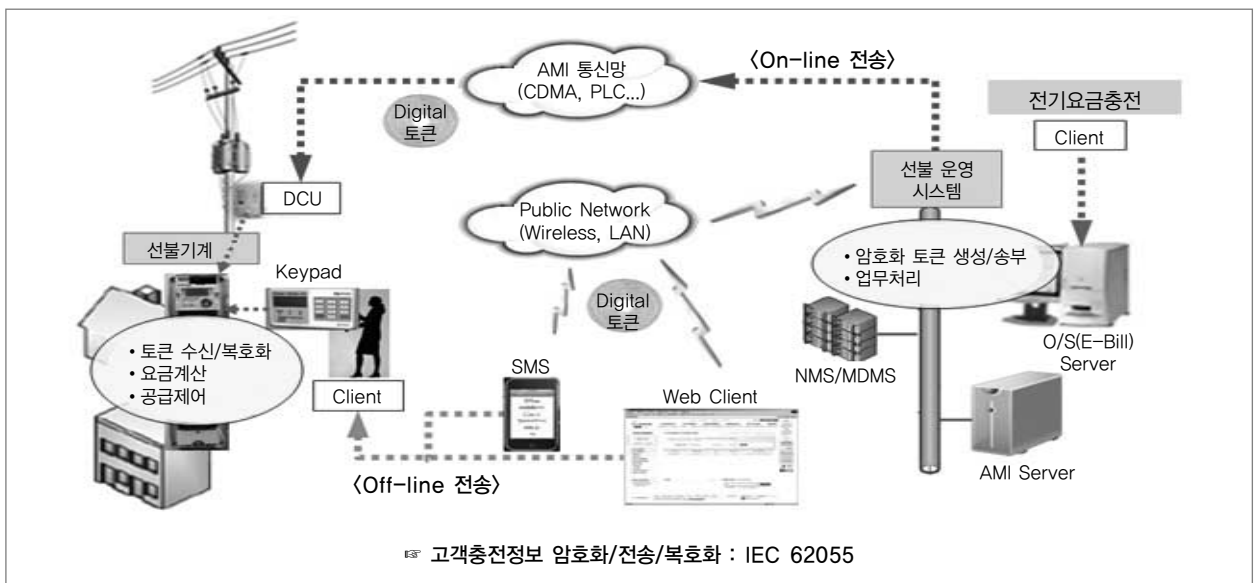 〈On-line 전송〉
AMI 통신망
(CDMA, PLC...)
전기요금충전
Digital
토큰
Client
선불 운영
시스템
DCU
Public Network
(Wireless, LAN)
선불기계
Keypad
• 암호화 토큰 생성/송부
• 업무처리
Digital
토큰
• 토큰 수신/복호화
• 요금계산
• 공급제어
O/S(E-Bill)
Server
NMS/MDMS
SMS
Client
Web Client
AMI Server
〈Off-line 전송〉
☞ 고객충전정보 암호화/전송/복호화 : IEC 62055